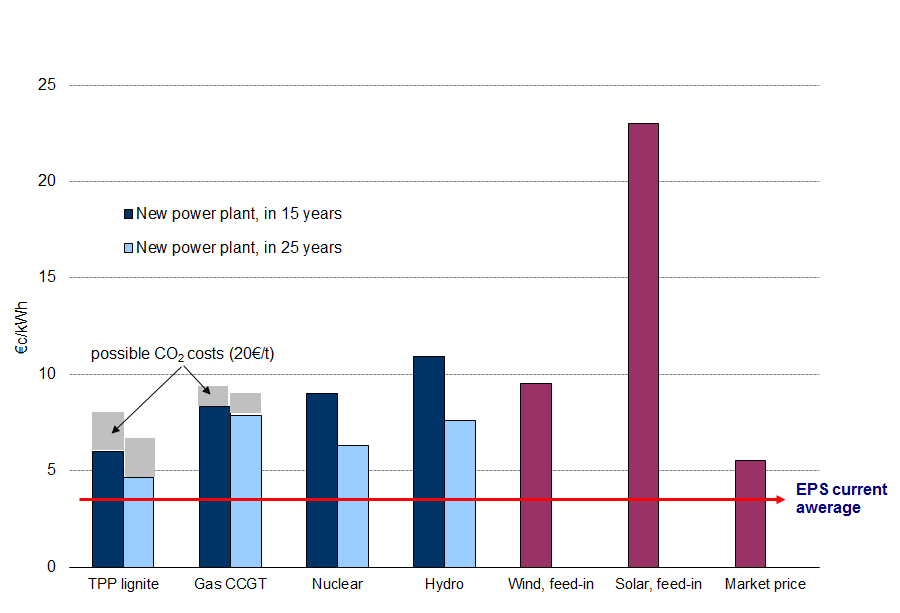 25
20
15
10
5
0
€c/kWh
New power plant, in 15 years
New power plant, in 25 years
possible CO₂ costs (20€/t)
EPS current
awerage
TPP lignite
Gas CCGT
Nuclear
Hydro
Wind, feed-in
Solar, feed-in
Market price